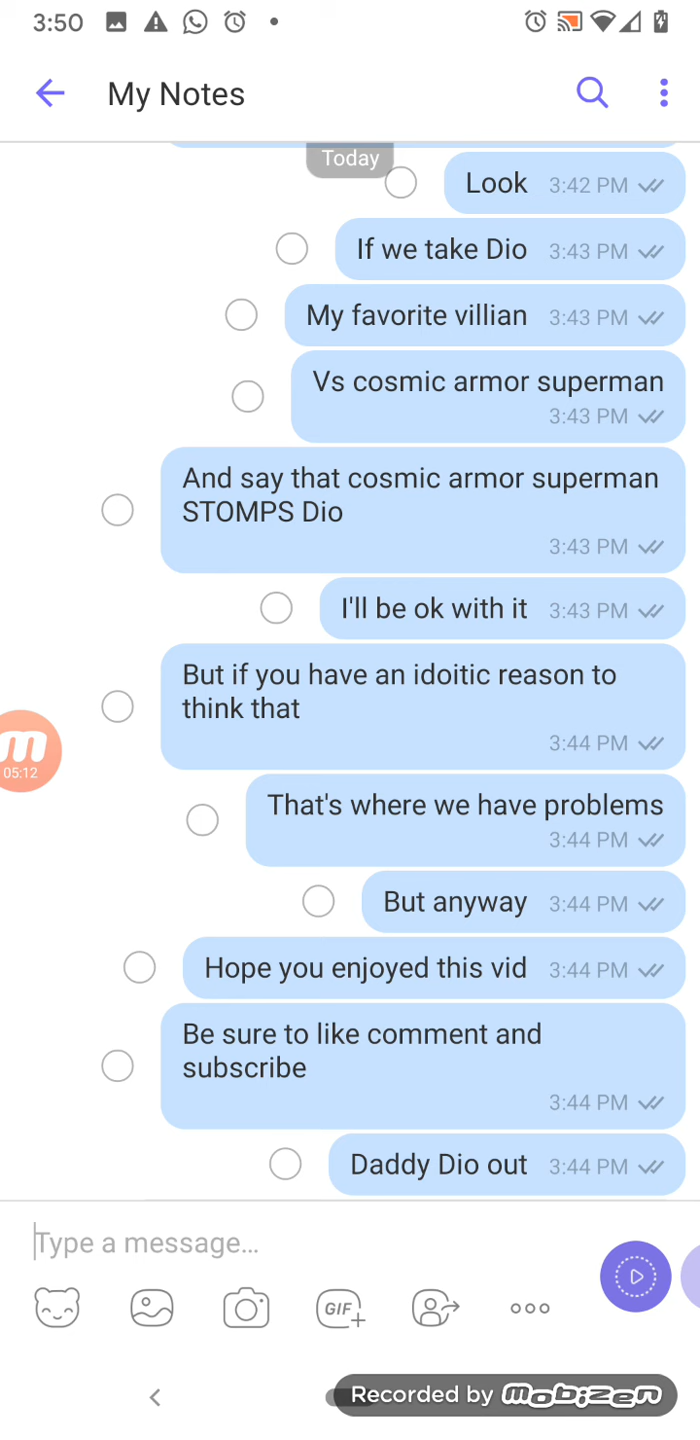 3:50
My Notes
Today
Look 3:42 PM
If we take Dio 3:43 PM
My favorite villian 3:43 PM
Vs cosmic armor superman
3:43 PM
And say that cosmic armor superman
STOMPS Dio
3:43 PM
I'll be ok with it 3:43 PM
But if you have an idoitic reason to
think that
3:44 PM
m
05:12
That's where we have problems
3:44 PM
But anyway 3:44 PM
Hope you enjoyed this vid 3:44 PM
Be sure to like comment and
subscribe
3:44 PM
Daddy Dio out 3:44 PM
Type a message...
GIF
Recorded by mobizen